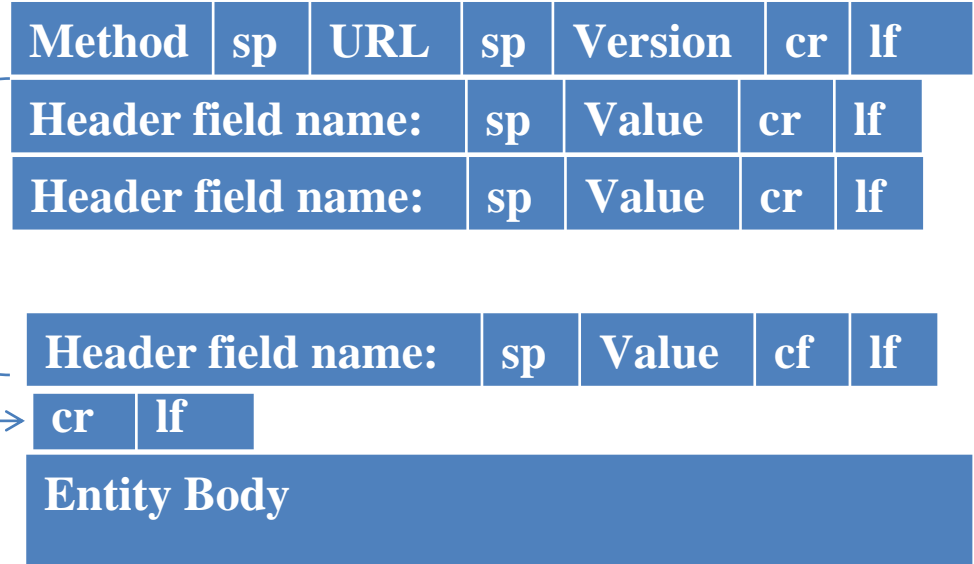 Method sp URL sp Version cr lf
Header field name: sp Value cr lf
Header field name: sp Value cr lf
Header field name: sp Value cf lf
cr lf
Entity Body